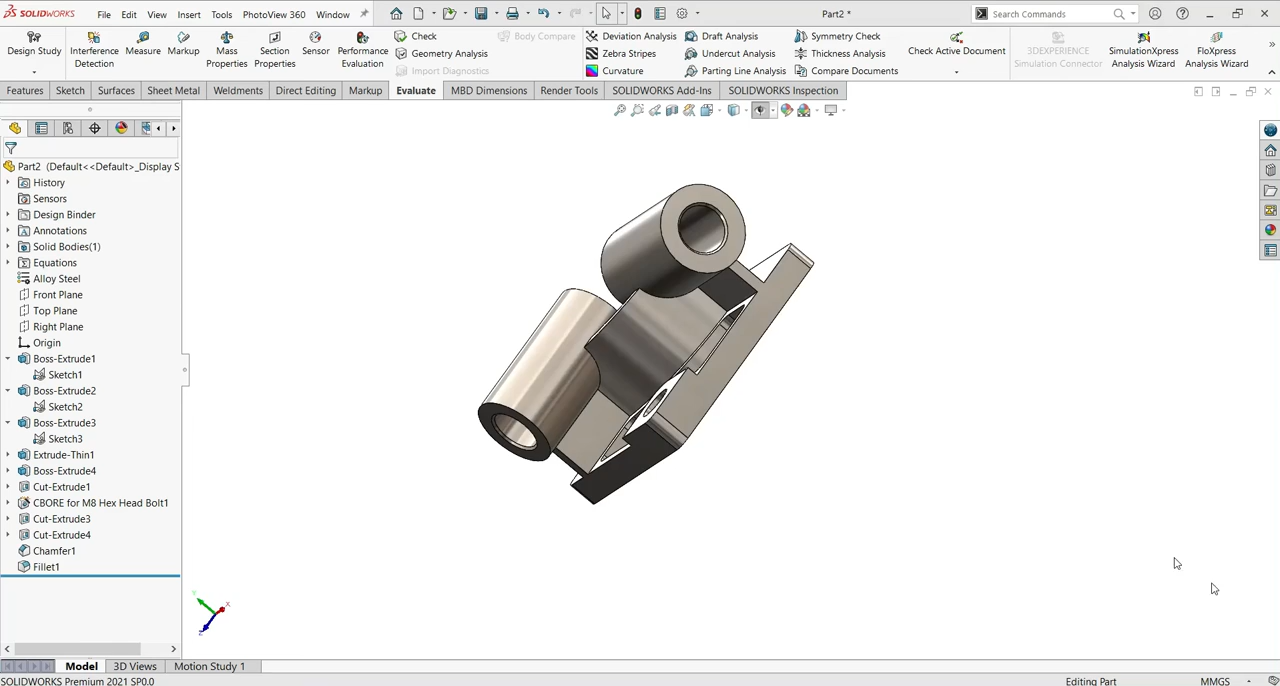 SOLIDWORKS File Edit View Insert Tools PhotoView 360 Window Part2 * Search Commands
Design Study
Interference Detection
Measure
Markup
Mass Properties
Section Properties
Sensor
Performance Evaluation
Check
Geometry Analysis
Import Diagnostics
Body Compare
Deviation Analysis
Zebra Stripes
Curvature
Draft Analysis
Undercut Analysis
Parting Line Analysis
Symmetry Check
Thickness Analysis
Compare Documents
Check Active Document
3DEXPERIENCE Simulation Connector
SimulationXpress Analysis Wizard
FloXpress Analysis Wizard
Features Sketch Surfaces Sheet Metal Weldments Direct Editing Markup Evaluate MBD Dimensions Render Tools SOLIDWORKS Add-Ins SOLIDWORKS Inspection
Part2 (Default<<Default>_Display S
History
Sensors
Design Binder
Annotations
Solid Bodies(1)
Equations
Alloy Steel
Front Plane
Top Plane
Right Plane
Origin
Boss-Extrude1
Sketch1
Boss-Extrude2
Sketch2
Boss-Extrude3
Sketch3
Extrude-Thin1
Boss-Extrude4
Cut-Extrude1
CBORE for M8 Hex Head Bolt1
Cut-Extrude3
Cut-Extrude4
Chamfer1
Fillet1
Y X
Z
Model 3D Views Motion Study 1
SOLIDWORKS Premium 2021 SP0.0 Editing Part MMGS